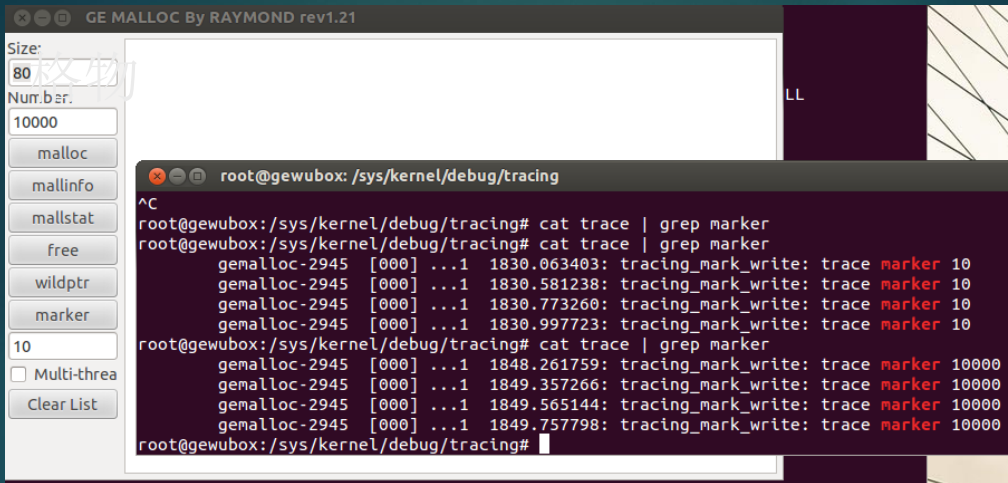 GE MALLOC By RAYMOND rev1.21
Size:
80
格物
Number:
10000
malloc
mallinfo
mallstat
free
wildptr
marker
10
Multi-threa
Clear List
LL
root@gewubox: /sys/kernel/debug/tracing
^C
root@gewubox:/sys/kernel/debug/tracing# cat trace | grep marker
root@gewubox:/sys/kernel/debug/tracing# cat trace | grep marker
gemalloc-2945 [000] ...1 1830.063403: tracing_mark_write: trace marker 10
gemalloc-2945 [000] ...1 1830.581238: tracing_mark_write: trace marker 10
gemalloc-2945 [000] ...1 1830.773260: tracing_mark_write: trace marker 10
gemalloc-2945 [000] ...1 1830.997723: tracing_mark_write: trace marker 10
root@gewubox:/sys/kernel/debug/tracing# cat trace | grep marker
gemalloc-2945 [000] ...1 1848.261759: tracing_mark_write: trace marker 10000
gemalloc-2945 [000] ...1 1849.357266: tracing_mark_write: trace marker 10000
gemalloc-2945 [000] ...1 1849.565144: tracing_mark_write: trace marker 10000
gemalloc-2945 [000] ...1 1849.757798: tracing_mark_write: trace marker 10000
root@gewubox:/sys/kernel/debug/tracing#